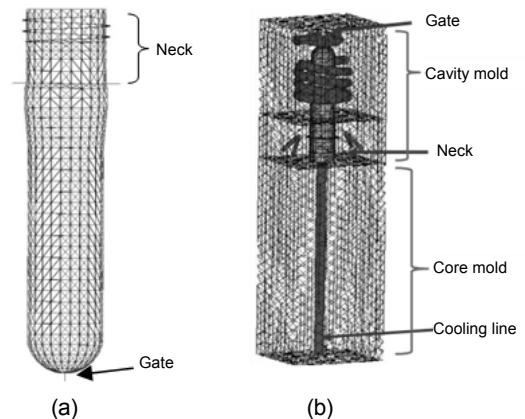 Neck
Gate
(a)
Gate
Cavity mold
Neck
Core mold
Cooling line
(b)